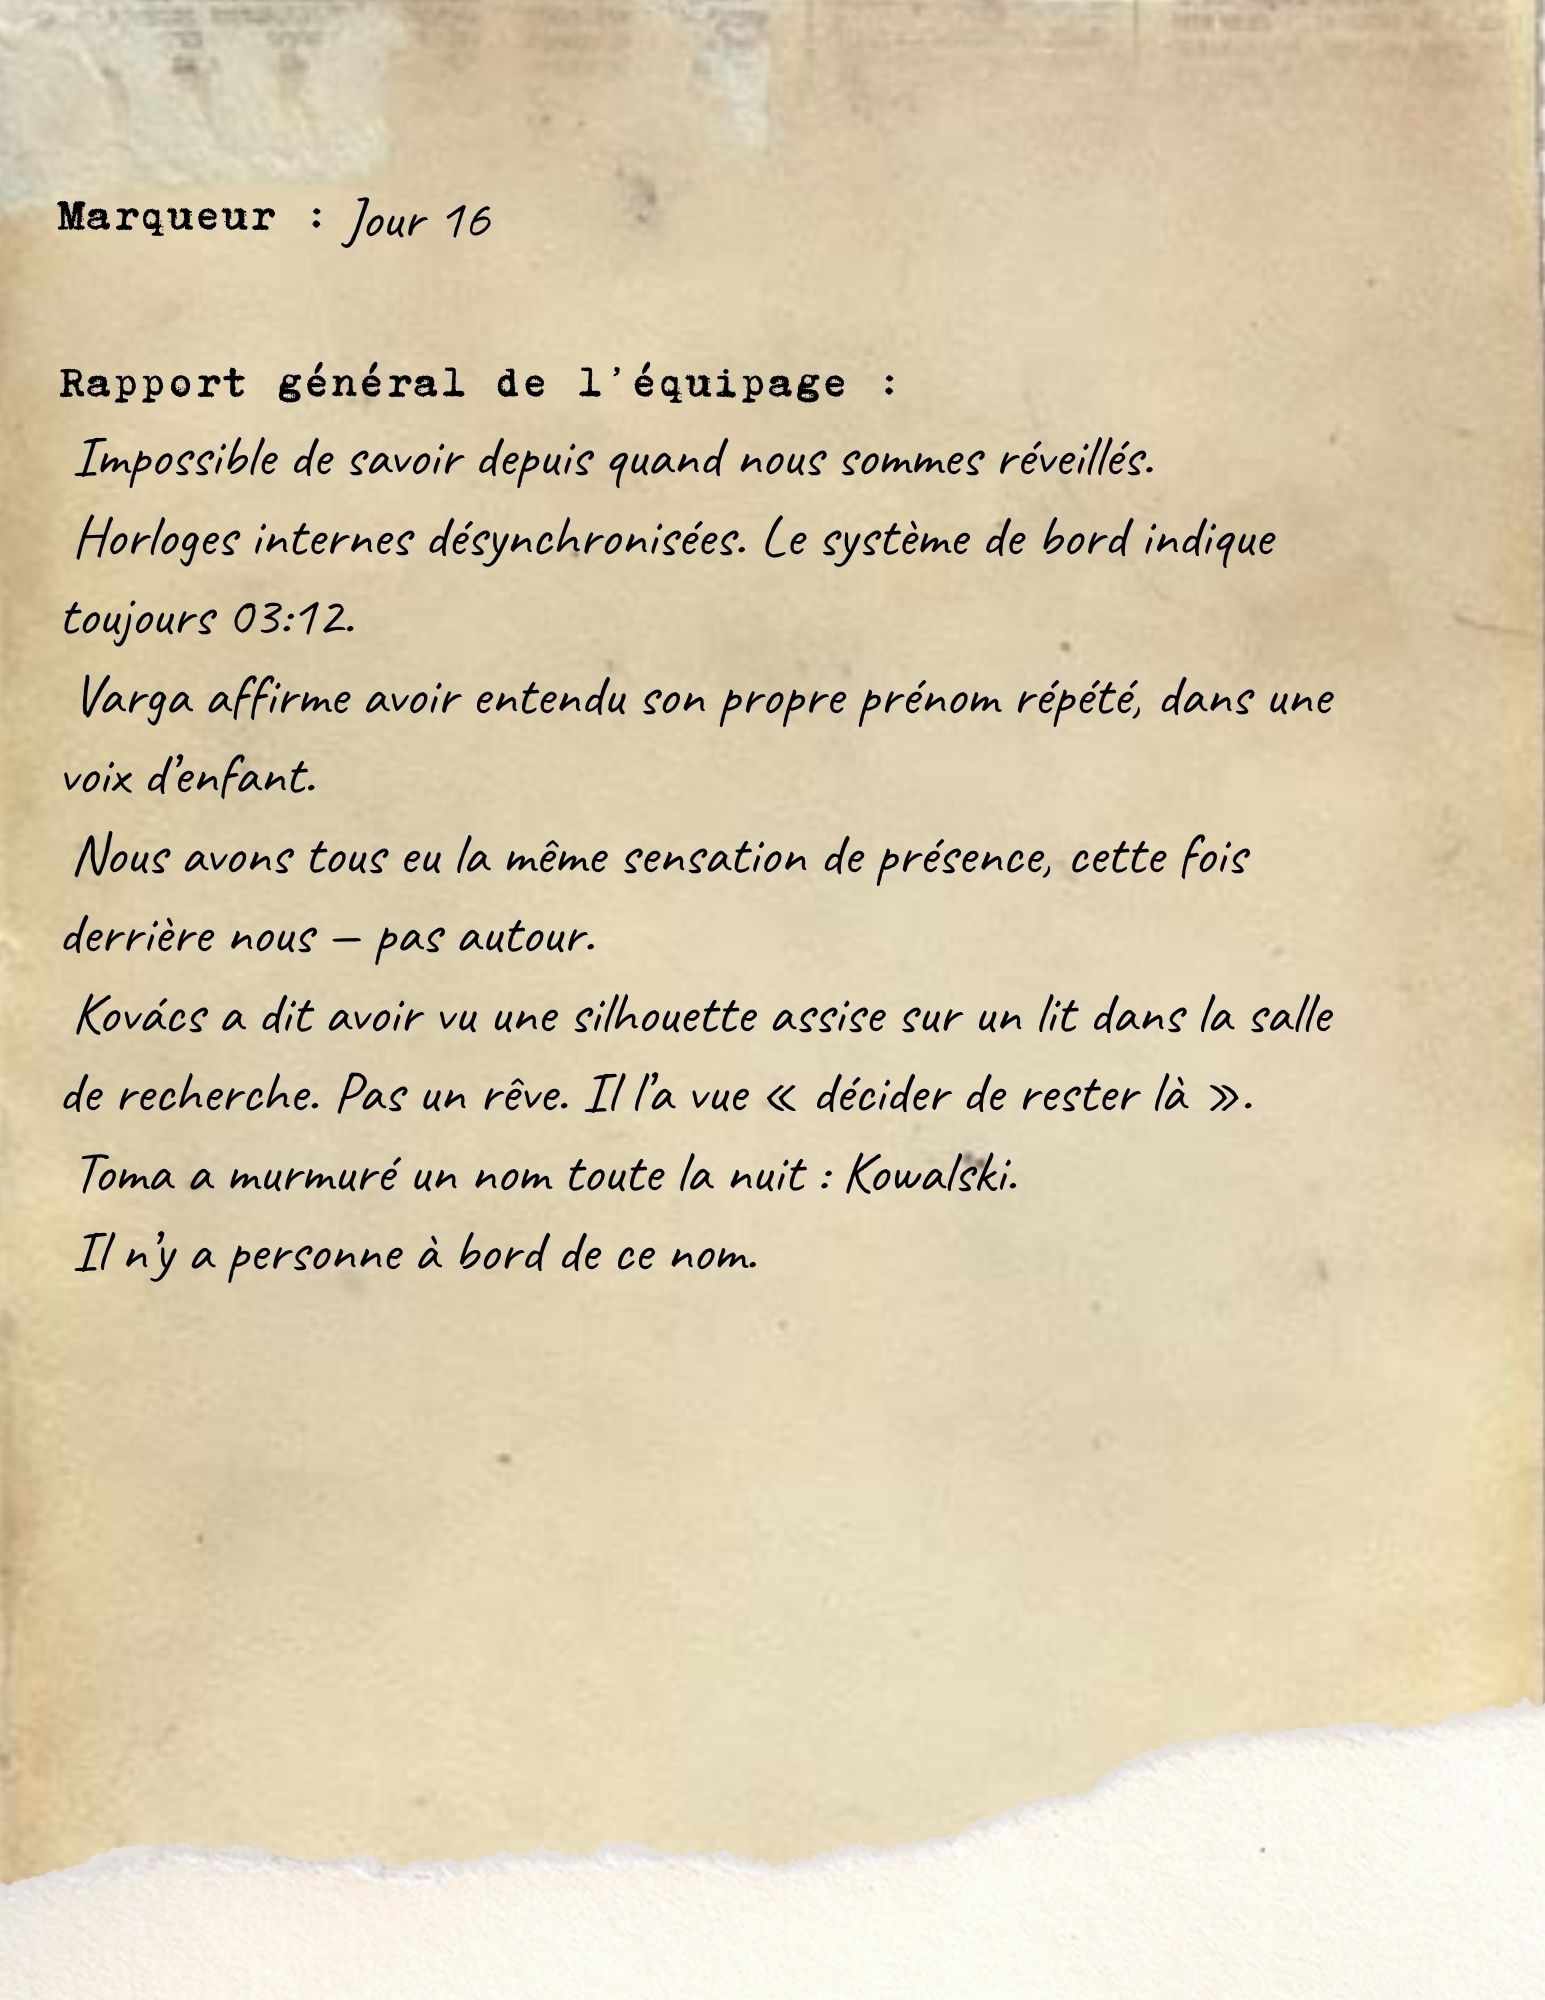 Marqueur : Jour 16
Rapport général de l'équipage :
Impossible de savoir depuis quand nous sommes réveillés.
Horloges internes désynchronisées. Le système de bord indique
toujours 03:12.
Varga affirme avoir entendu son propre prénom répété, dans une
voix d’enfant.
Nous avons tous eu la même sensation de présence, cette fois
derrière nous — pas autour.
Kovács a dit avoir vu une silhouette assise sur un lit dans la salle
de recherche. Pas un rêve. Il l’a vue « décider de rester là ».
Toma a murmuré un nom toute la nuit : Kowalski.
Il n’y a personne à bord de ce nom.